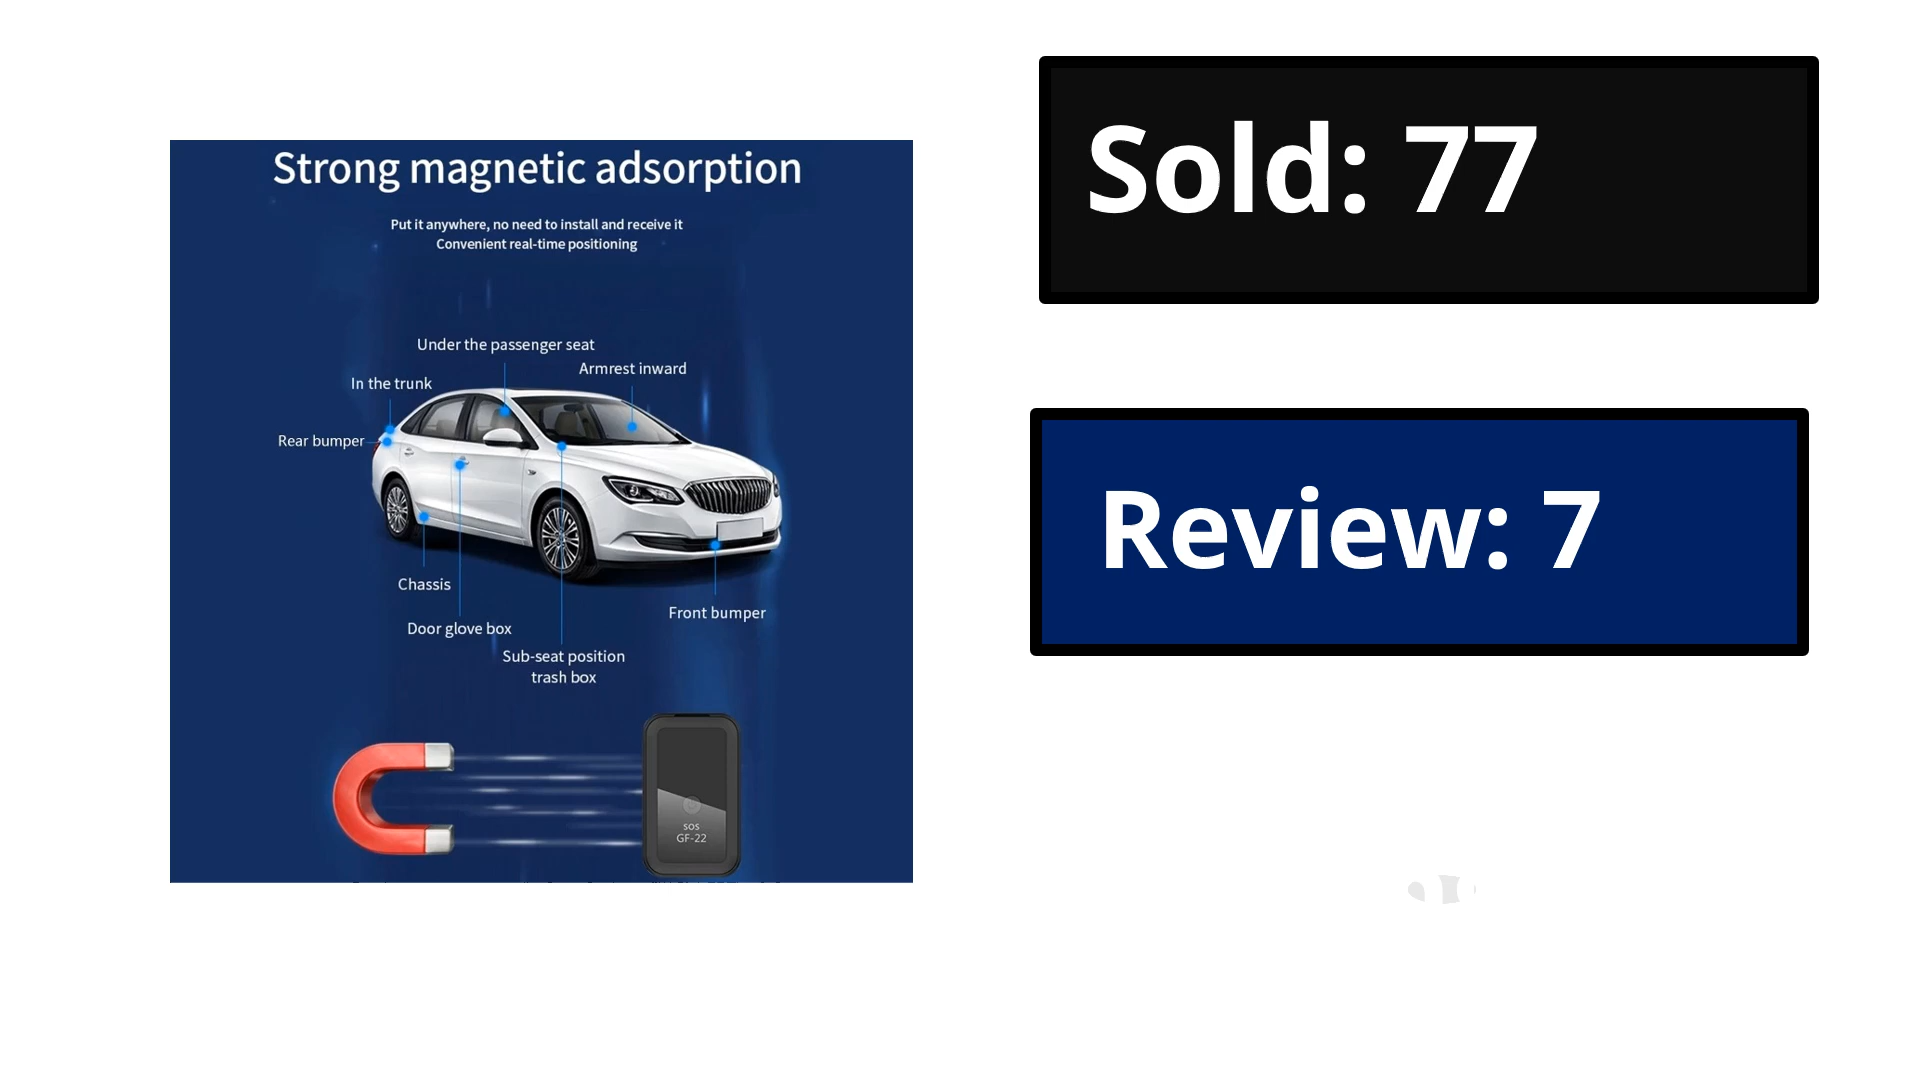 Strong magnetic adsorption
Put it anywhere, no need to install and receive it
Convenient real-time positioning
Under the passenger seat
Armrest inward
In the trunk
Rear bumper
Chassis
Door glove box
Front bumper
Sub-seat position
trash box
SOS
GF-22
Sold: 77
Review: 7